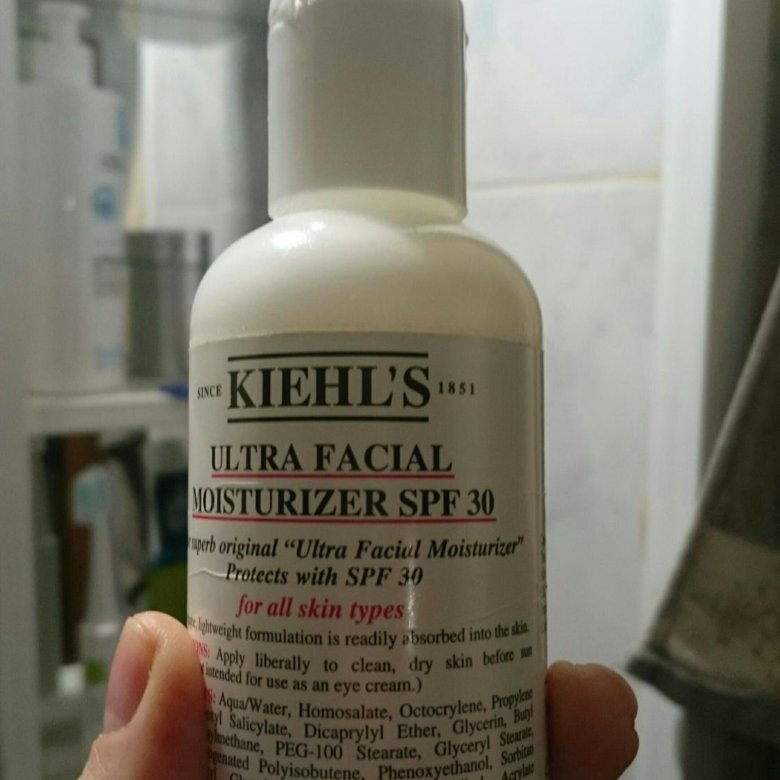 SINCE KIEHL'S 1851
ULTRA FACIAL
MOISTURIZER SPF 30
superb original “Ultra Facial Moisturizer”
Protects with SPF 30
for all skin types
lightweight formulation is readily absorbed into the skin.
Apply liberally to clean, dry skin before sun
intended for use as an eye cream.)
Aqua/Water, Homosalate, Octocrylene, Propylene
Salicylate, Dicaprylyl Ether, Glycerin, Butyl
PEG-100 Stearate, Glyceryl Stearate,
Polyisobutene, Phenoxyethanol, Sorbitan
Acrylate